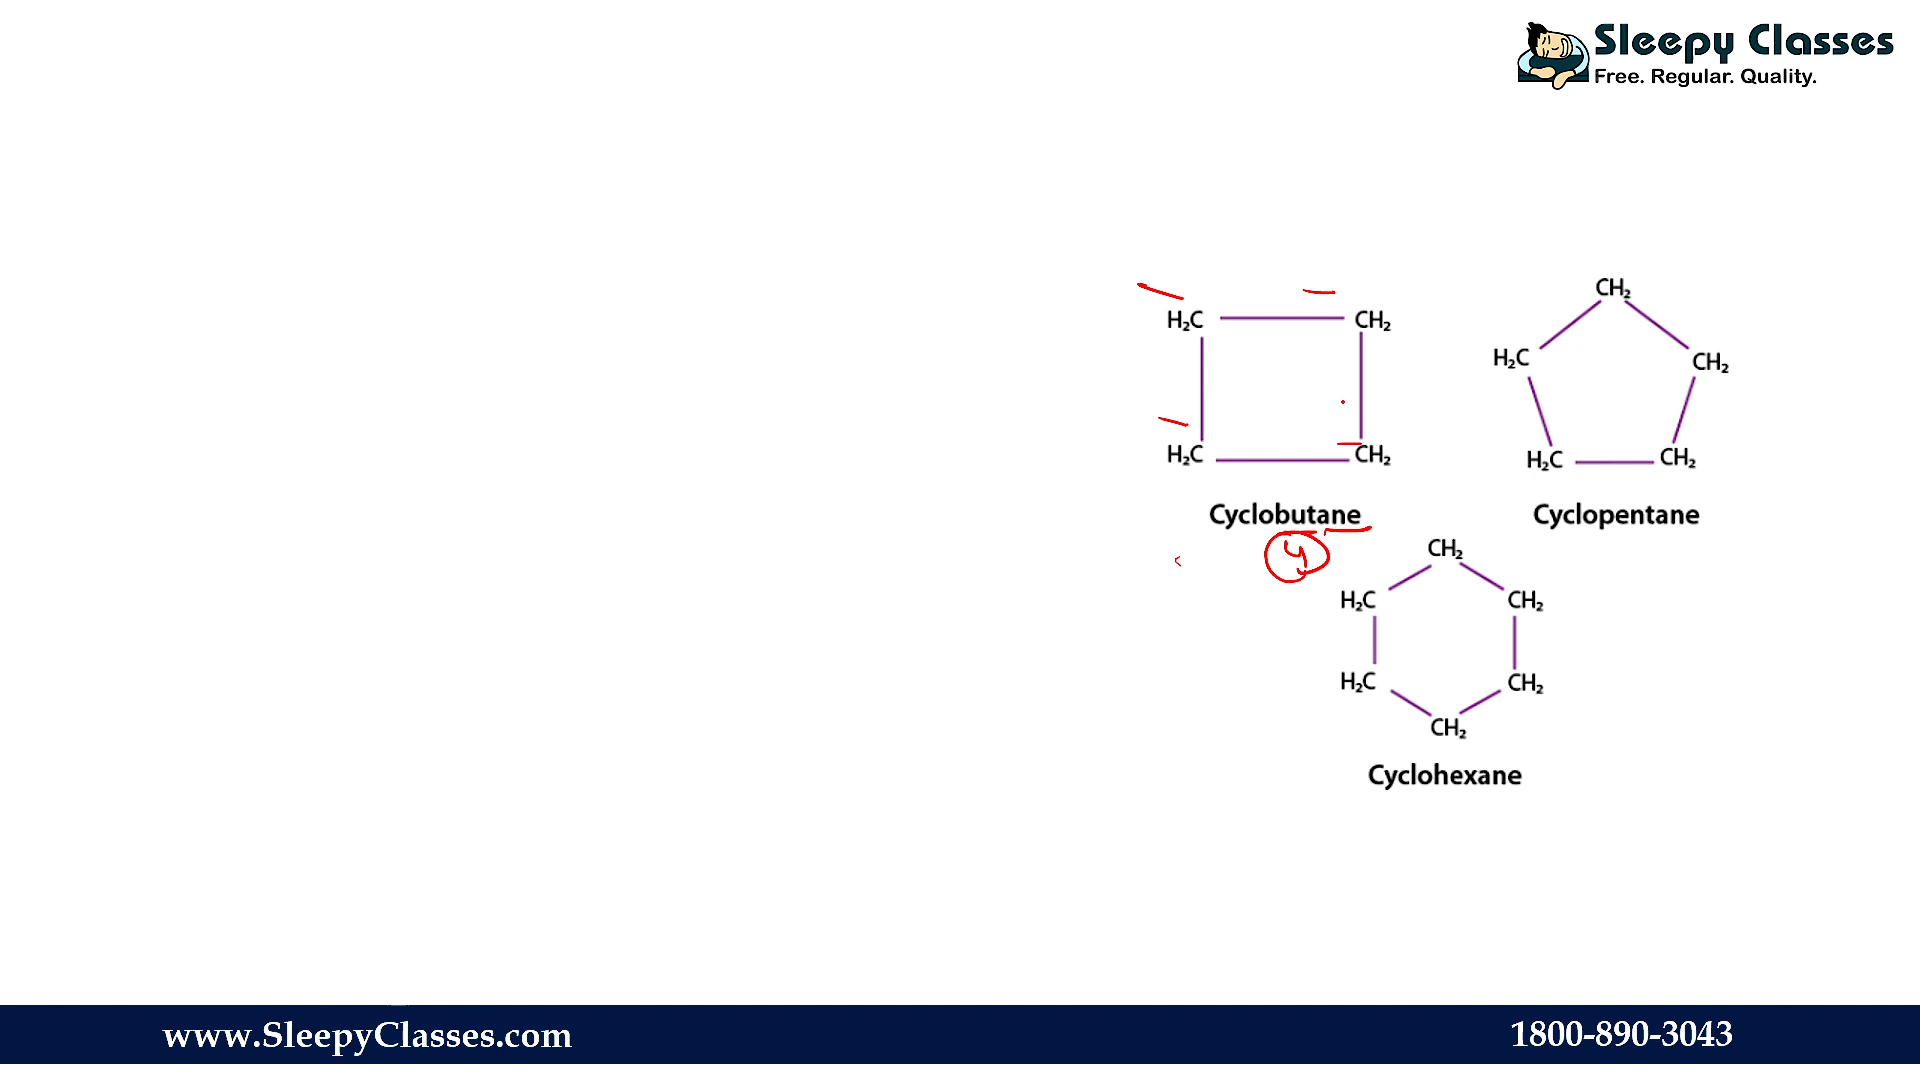 Sleepy Classes
Free. Regular. Quality.
H₂C CH₂
H₂C CH₂
Cyclobutane
4
CH₂
H₂C CH₂
H₂C CH₂
Cyclopentane
CH₂
H₂C CH₂
H₂C CH₂
CH₂
Cyclohexane
www.SleepyClasses.com 1800-890-3043